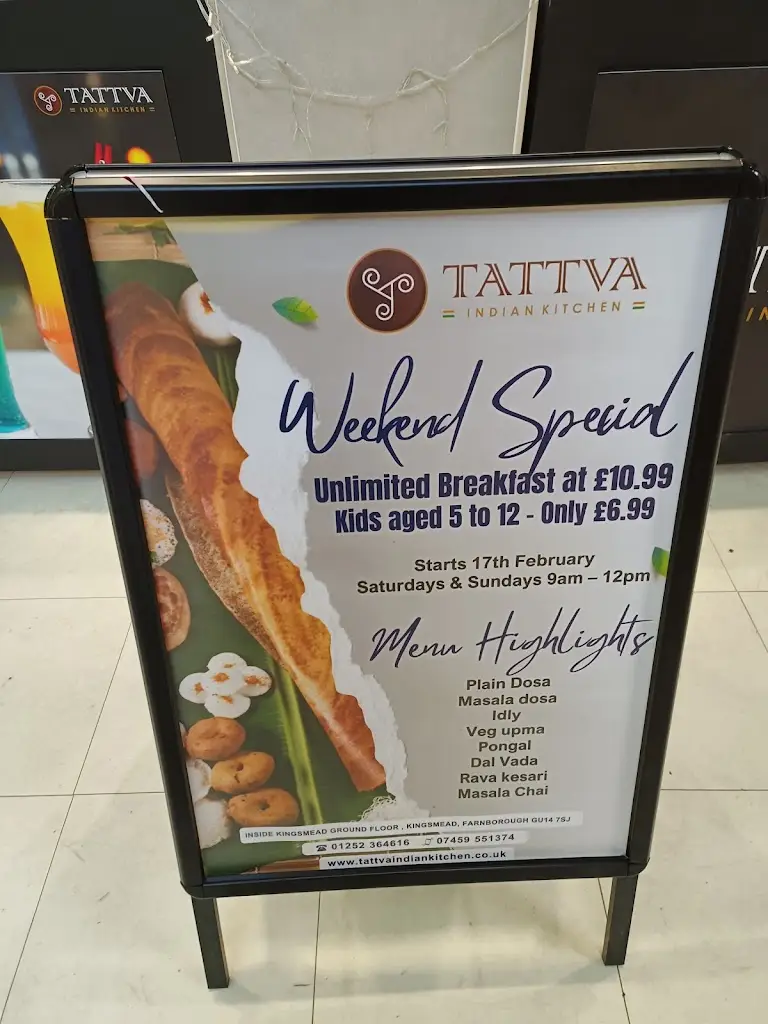 TATTVA
INDIAN KITCHEN
TATTVA
INDIAN KITCHEN
Weekend Special
Unlimited Breakfast at £10.99
Kids aged 5 to 12 - Only £6.99
Starts 17th February
Saturdays & Sundays 9am – 12pm
Menu Highlights
Plain Dosa
Masala dosa
Idly
Veg upma
Pongal
Dal Vada
Rava kesari
Masala Chai
INSIDE KINGSMEAD GROUND FLOOR , KINGSMEAD, FARNBOROUGH GU14 7SJ
01252 364616 07459 551374
www.tattvaindiankitchen.co.uk